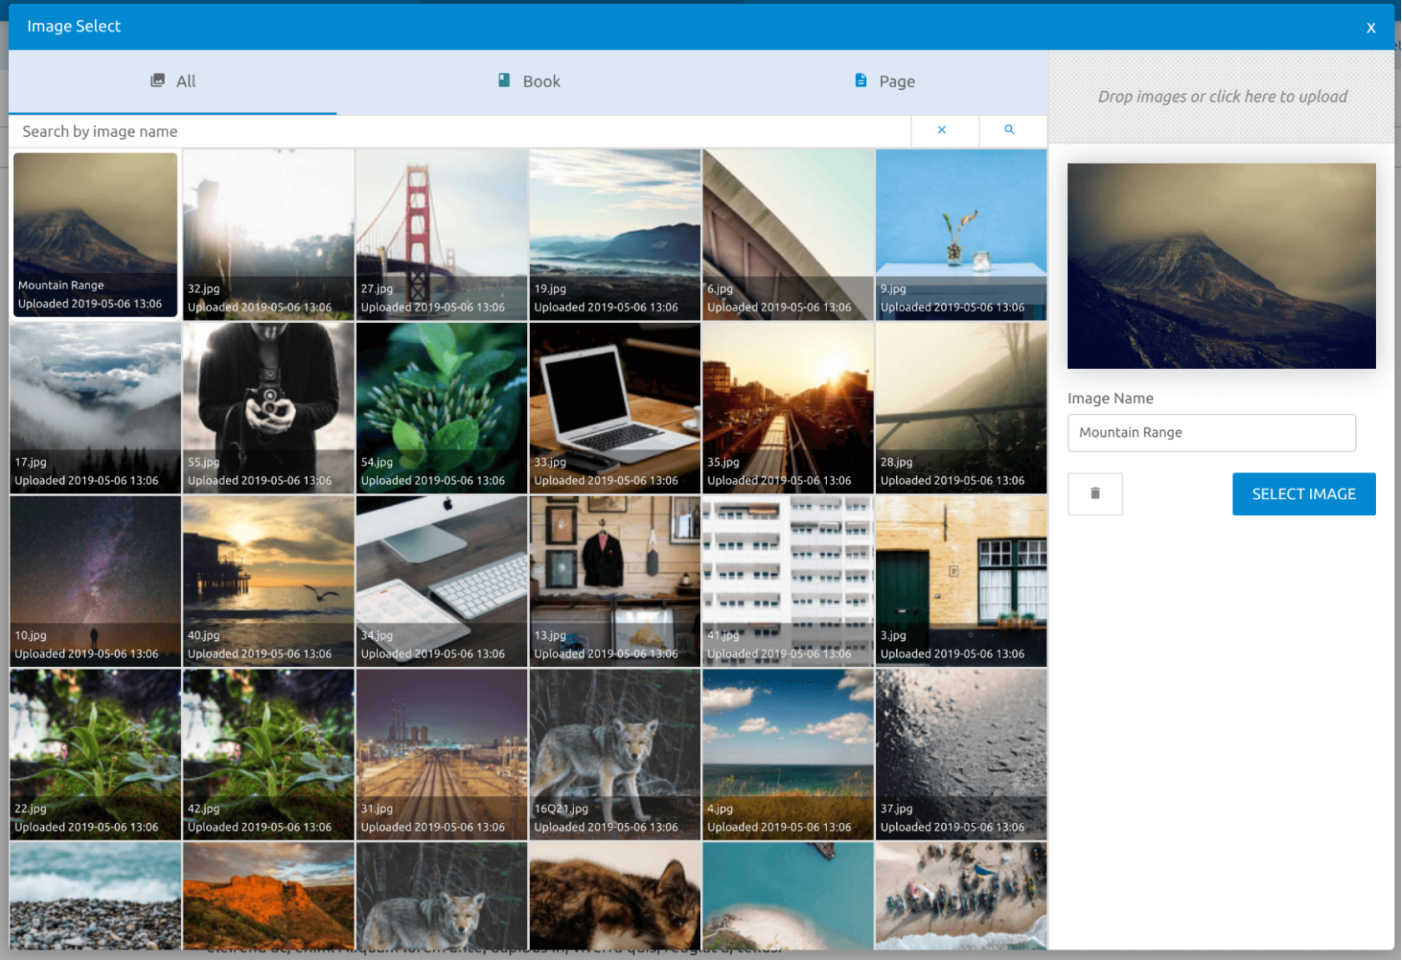 Image Select
x
All
Book
Page
Drop images or click here to upload
Search by image name
Mountain Range
Uploaded 2019-05-06 13:06
32.jpg
Uploaded 2019-05-06 13:06
27.jpg
Uploaded 2019-05-06 13:06
19.jpg
Uploaded 2019-05-06 13:06
6.jpg
Uploaded 2019-05-06 13:06
9.jpg
Uploaded 2019-05-06 13:06
17.jpg
Uploaded 2019-05-06 13:06
55.jpg
Uploaded 2019-05-06 13:06
54.jpg
Uploaded 2019-05-06 13:06
33.jpg
Uploaded 2019-05-06 13:06
35.jpg
Uploaded 2019-05-06 13:06
28.jpg
Uploaded 2019-05-06 13:06
10.jpg
Uploaded 2019-05-06 13:06
40.jpg
Uploaded 2019-05-06 13:06
34.jpg
Uploaded 2019-05-06 13:06
13.jpg
Uploaded 2019-05-06 13:06
41.jpg
Uploaded 2019-05-06 13:06
3.jpg
Uploaded 2019-05-06 13:06
22.jpg
Uploaded 2019-05-06 13:06
42.jpg
Uploaded 2019-05-06 13:06
31.jpg
Uploaded 2019-05-06 13:06
16Q21.jpg
Uploaded 2019-05-06 13:06
4.jpg
Uploaded 2019-05-06 13:06
37.jpg
Uploaded 2019-05-06 13:06
Image Name
Mountain Range
SELECT IMAGE